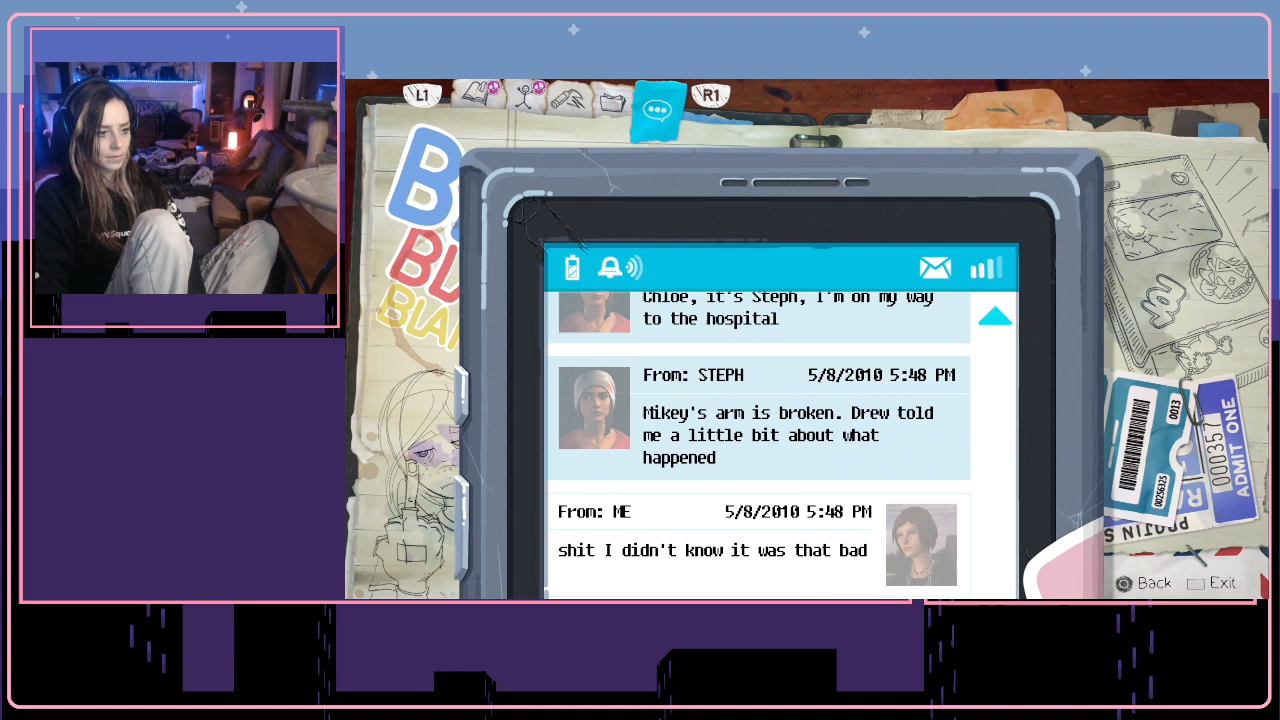 L1
R1
Chloe, it's Steph, I'm on my way
to the hospital
From: STEPH 5/8/2010 5:48 PM
Mikey's arm is broken. Drew told
me a little bit about what
happened
From: ME 5/8/2010 5:48 PM
shit I didn't know it was that bad
0013
00256325
000357
ADMIT ONE
Back
Exit